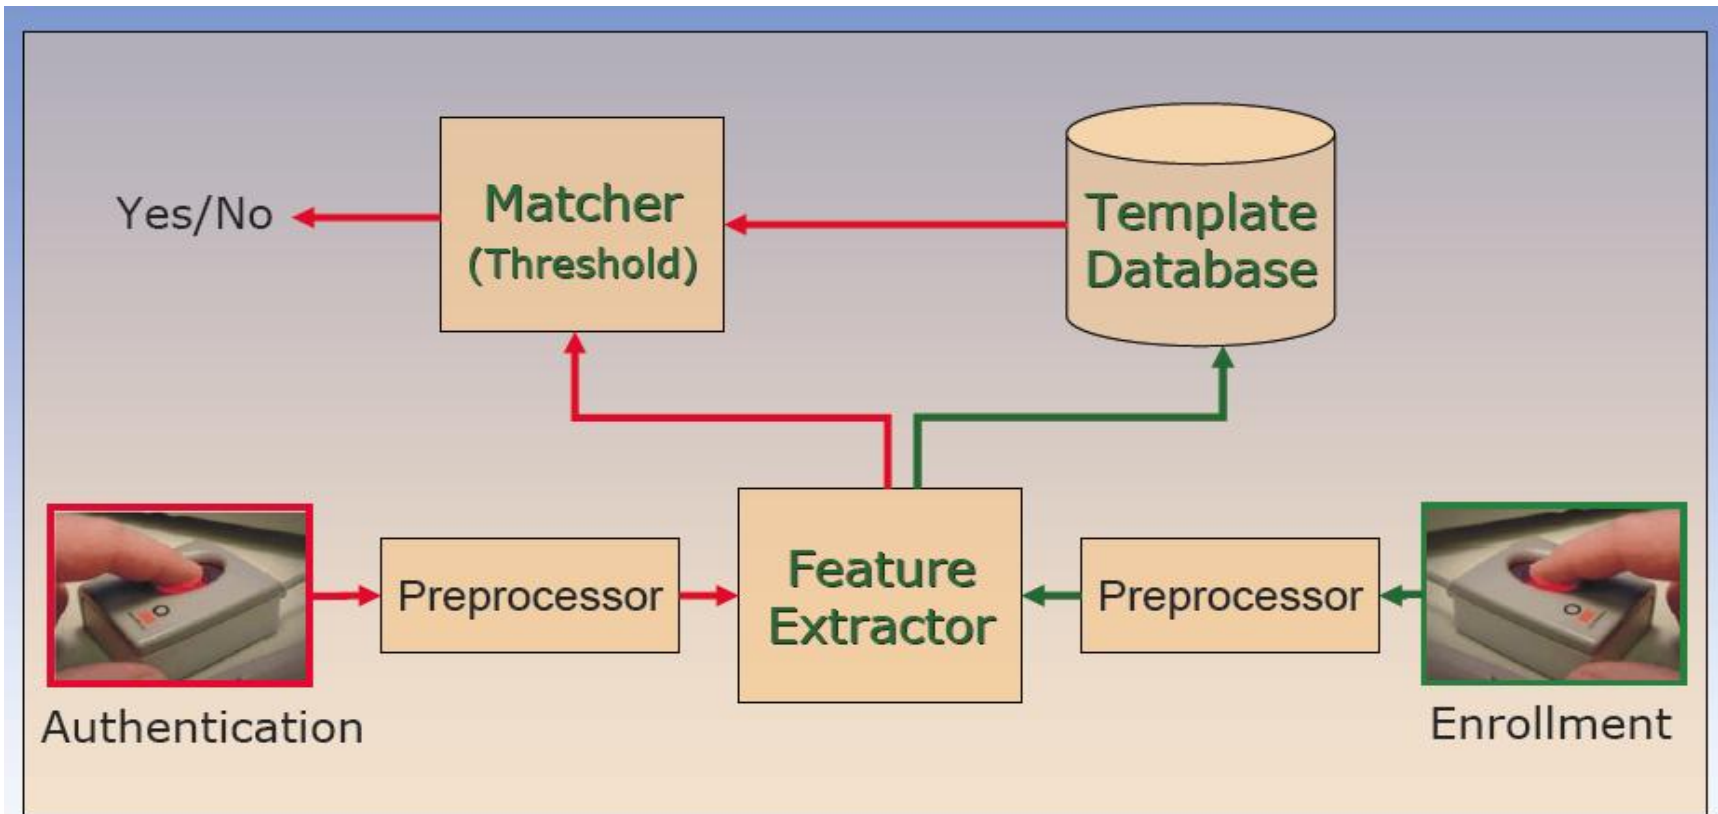 Matcher
(Threshold)
Yes/No
Template
Database
Preprocessor
Feature
Extractor
Preprocessor
Authentication
Enrollment